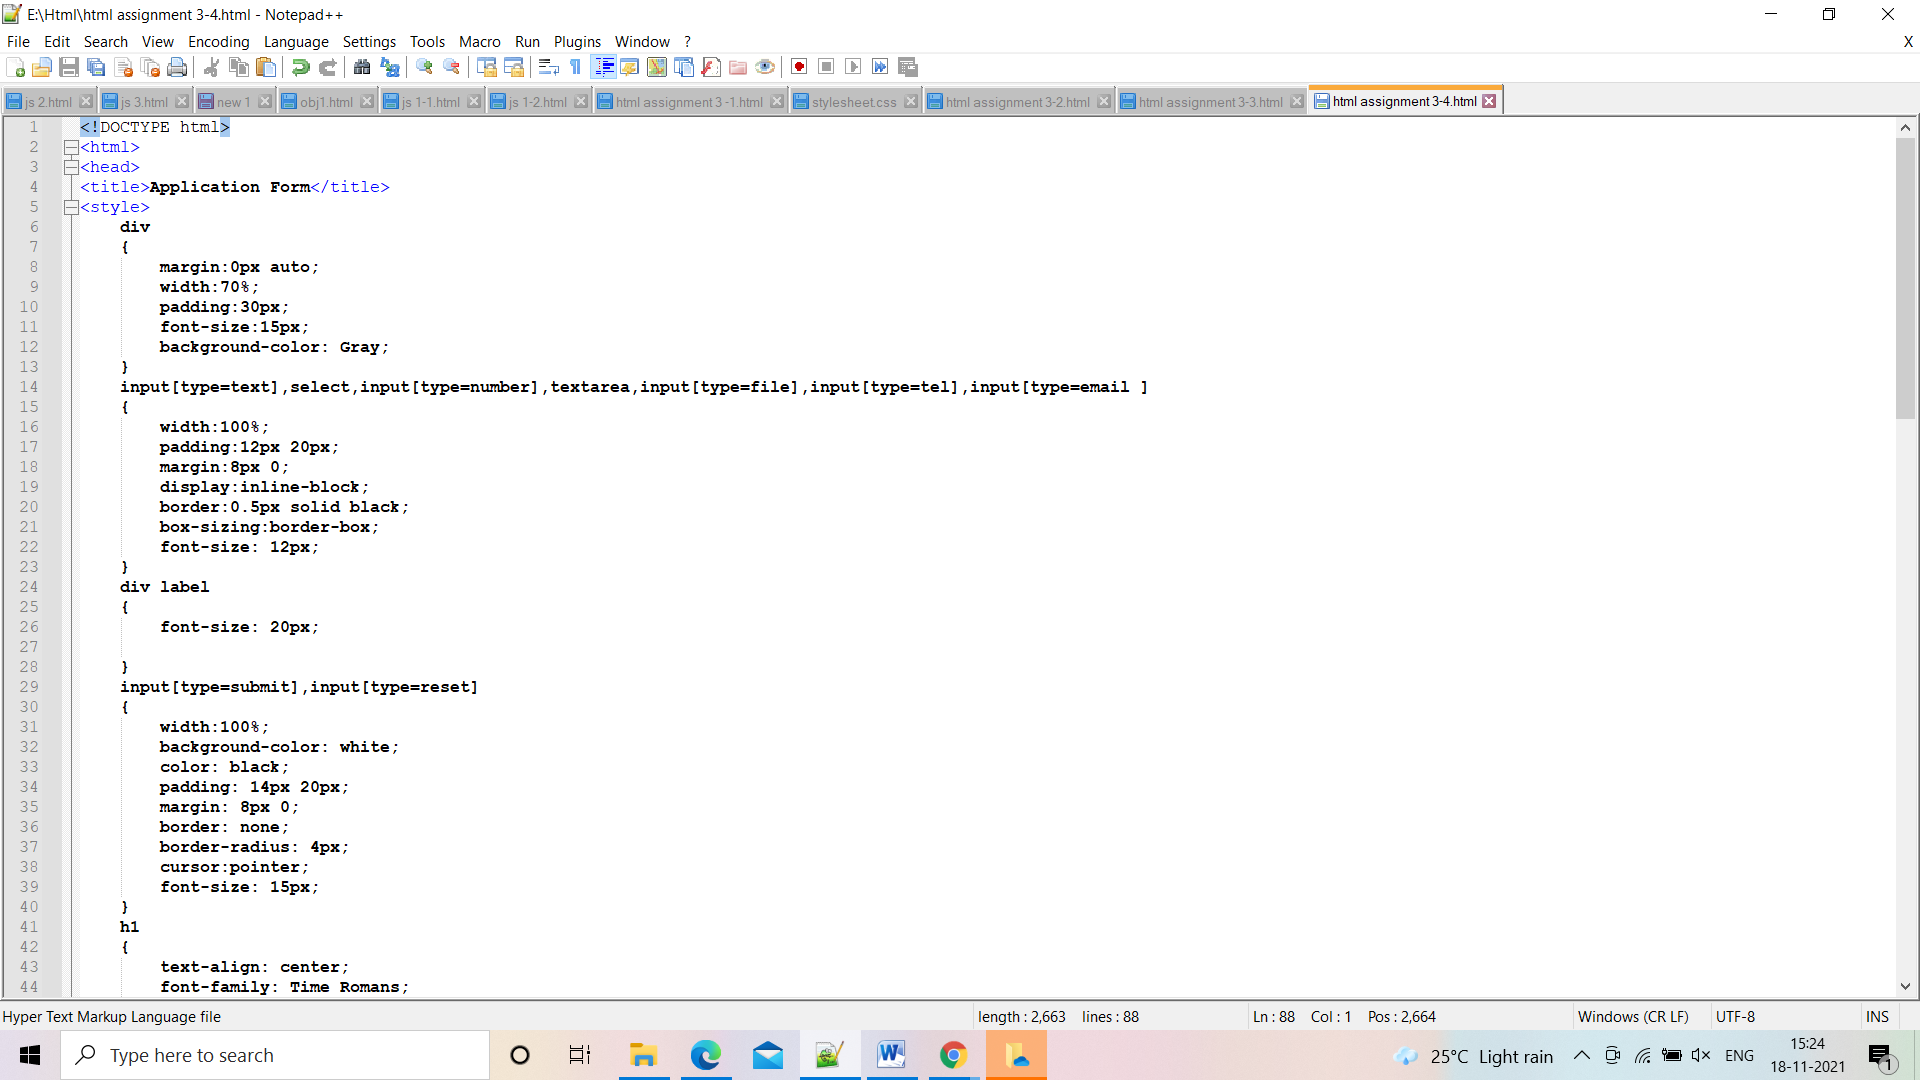 E:\Html\html assignment 3-4.html - Notepad++
File Edit Search View Encoding Language Settings Tools Macro Run Plugins Window ? X
js 2.html js 3.html new 1 obj1.html js 1-1.html js 1-2.html html assignment 3 -1.html stylesheet.css html assignment 3-2.html html assignment 3-3.html html assignment 3-4.html
1 <!DOCTYPE html>
2 <html>
3 <head>
4 <title>Application Form</title>
5 <style>
6 div
7 {
8 margin:0px auto;
9 width:70%;
10 padding:30px;
11 font-size:15px;
12 background-color: Gray;
13 }
14 input[type=text],select,input[type=number],textarea,input[type=file],input[type=tel],input[type=email ]
15 {
16 width:100%;
17 padding:12px 20px;
18 margin:8px 0;
19 display:inline-block;
20 border:0.5px solid black;
21 box-sizing:border-box;
22 font-size: 12px;
23 }
24 div label
25 {
26 font-size: 20px;
27
28 }
29 input[type=submit],input[type=reset]
30 {
31 width:100%;
32 background-color: white;
33 color: black;
34 padding: 14px 20px;
35 margin: 8px 0;
36 border: none;
37 border-radius: 4px;
38 cursor:pointer;
39 font-size: 15px;
40 }
41 h1
42 {
43 text-align: center;
44 font-family: Time Romans;
Hyper Text Markup Language file length : 2,663 lines : 88 Ln : 88 Col : 1 Pos : 2,664 Windows (CR LF) UTF-8 INS
Type here to search 25°C Light rain ENG 15:24
18-11-2021 1